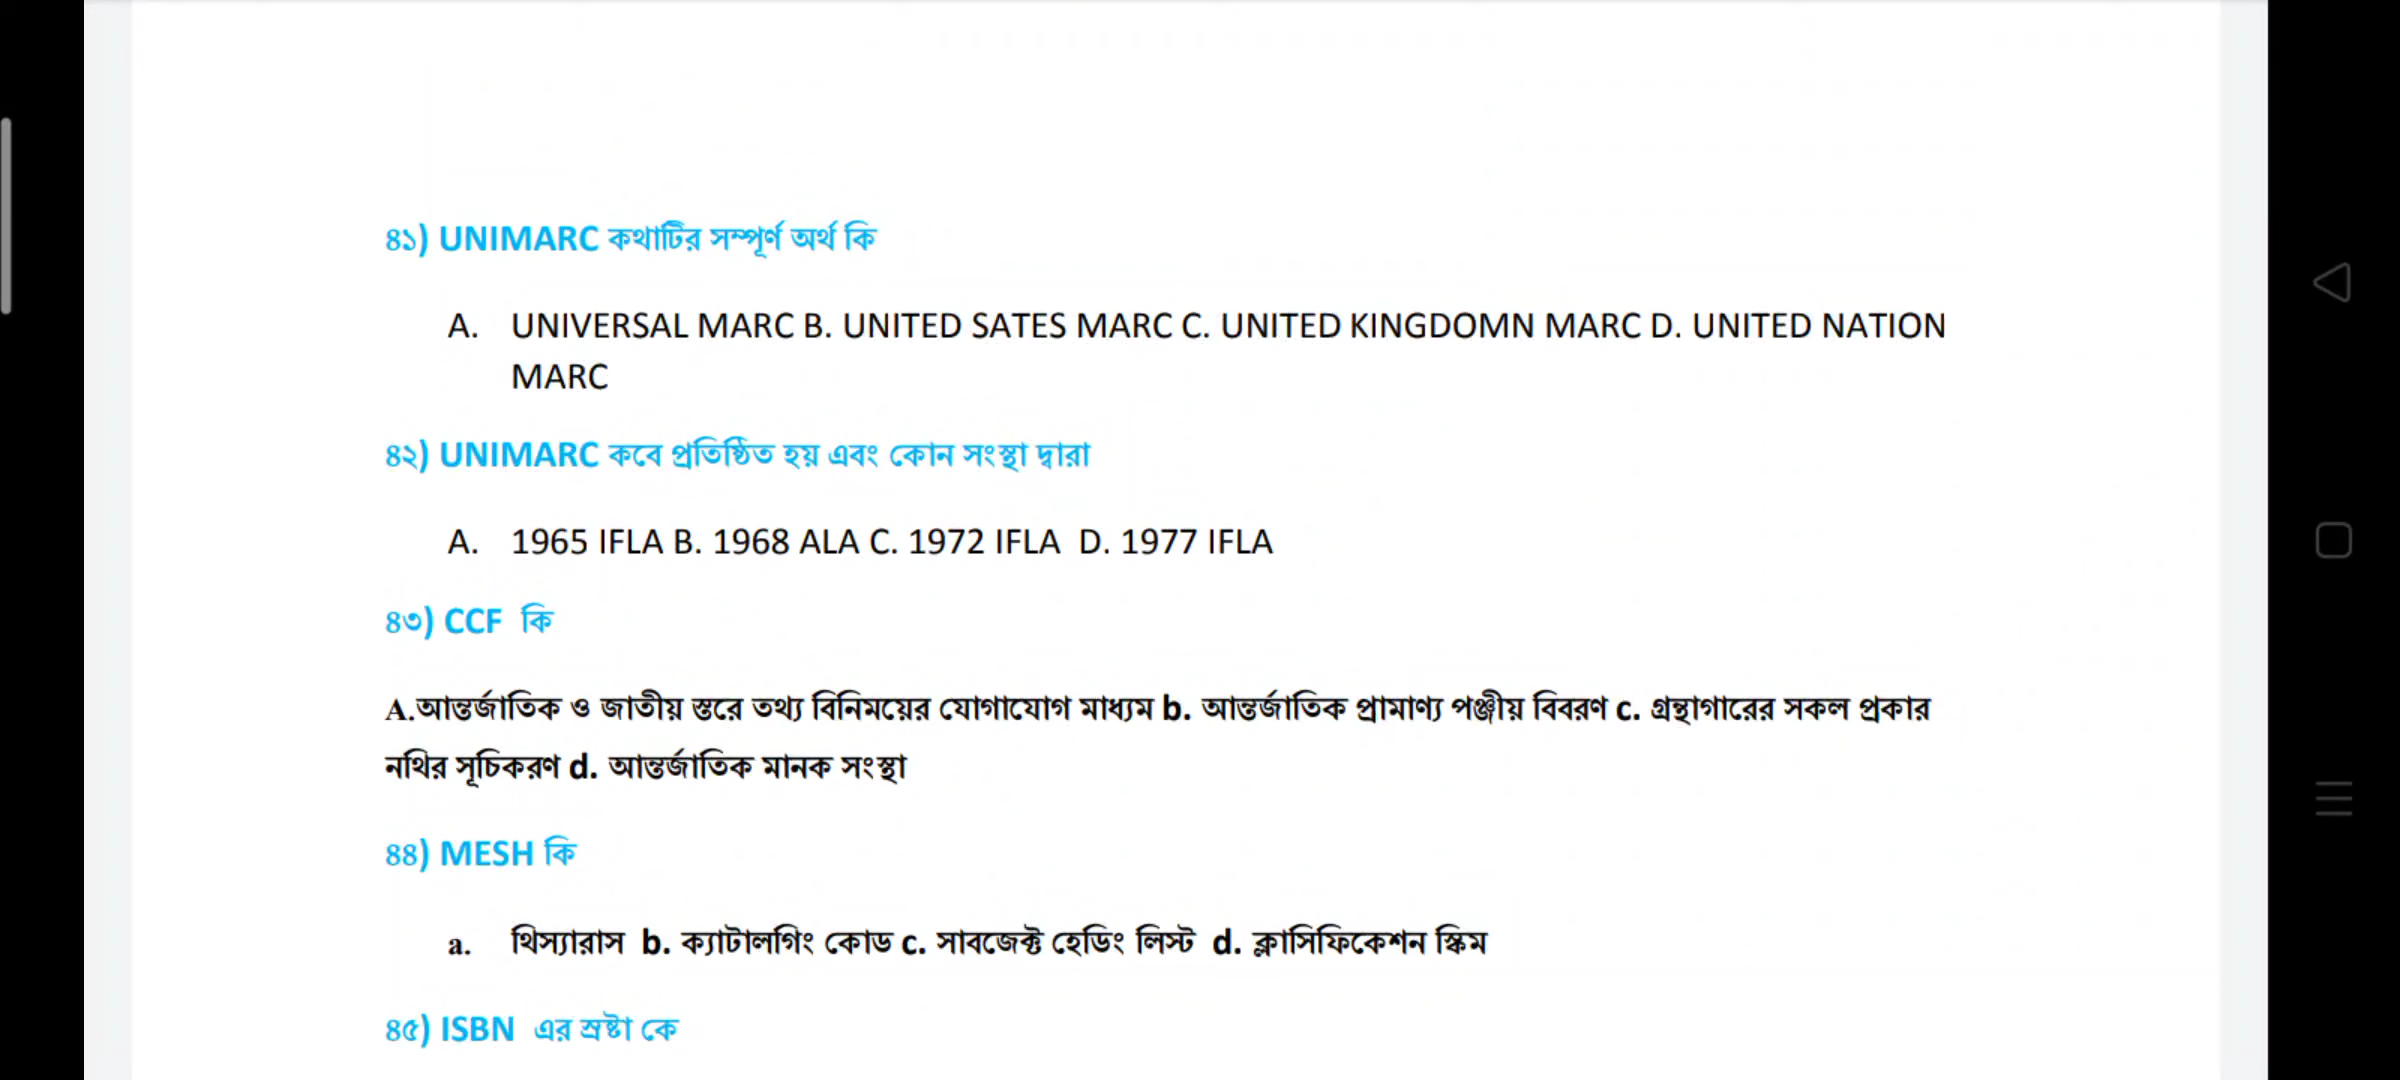 ৪১) UNIMARC কথাটির সম্পূর্ণ অর্থ কি
A. UNIVERSAL MARC B. UNITED SATES MARC C. UNITED KINGDOMN MARC D. UNITED NATION
MARC
৪২) UNIMARC কবে প্রতিষ্ঠিত হয় এবং কোন সংস্থা দ্বারা
A. 1965 IFLA B. 1968 ALA C. 1972 IFLA D. 1977 IFLA
৪৩) CCF কি
A.আন্তর্জাতিক ও জাতীয় স্তরে তথ্য বিনিময়ের যোগাযোগ মাধ্যম b. আন্তর্জাতিক প্রামাণ্য পঞ্জীয় বিবরণ c. গ্রন্থাগারের সকল প্রকার
নথির সূচিকরণ d. আন্তর্জাতিক মানক সংস্থা
৪৪) MESH কি
a. থিস্যারাস b. ক্যাটালগিং কোড c. সাবজেক্ট হেডিং লিস্ট d. ক্লাসিফিকেশন স্কিম
৪৫) ISBN এর স্রষ্টা কে